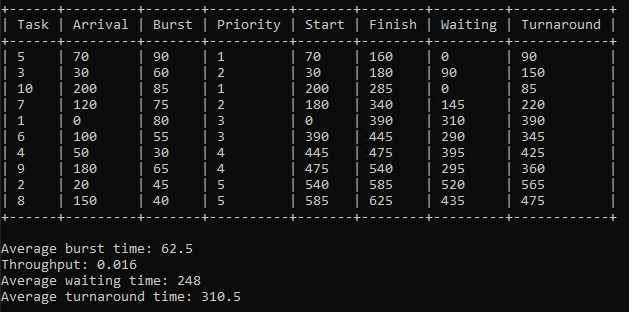 +------+---------+-------+----------+-------+--------+---------+------------+
| Task | Arrival | Burst | Priority | Start | Finish | Waiting | Turnaround |
+------+---------+-------+----------+-------+--------+---------+------------+
| 5    | 70      | 90    | 1        | 70    | 160    | 0       | 90         |
| 3    | 30      | 60    | 2        | 30    | 180    | 90      | 150        |
| 10   | 200     | 85    | 1        | 200   | 285    | 0       | 85         |
| 7    | 120     | 75    | 2        | 180   | 340    | 145     | 220        |
| 1    | 0       | 80    | 3        | 0     | 390    | 310     | 390        |
| 6    | 100     | 55    | 3        | 390   | 445    | 290     | 345        |
| 4    | 50      | 30    | 4        | 445   | 475    | 395     | 425        |
| 9    | 180     | 65    | 4        | 475   | 540    | 295     | 360        |
| 2    | 20      | 45    | 5        | 540   | 585    | 520     | 565        |
| 8    | 150     | 40    | 5        | 585   | 625    | 435     | 475        |
+------+---------+-------+----------+-------+--------+---------+------------+
Average burst time: 62.5
Throughput: 0.016
Average waiting time: 248
Average turnaround time: 310.5